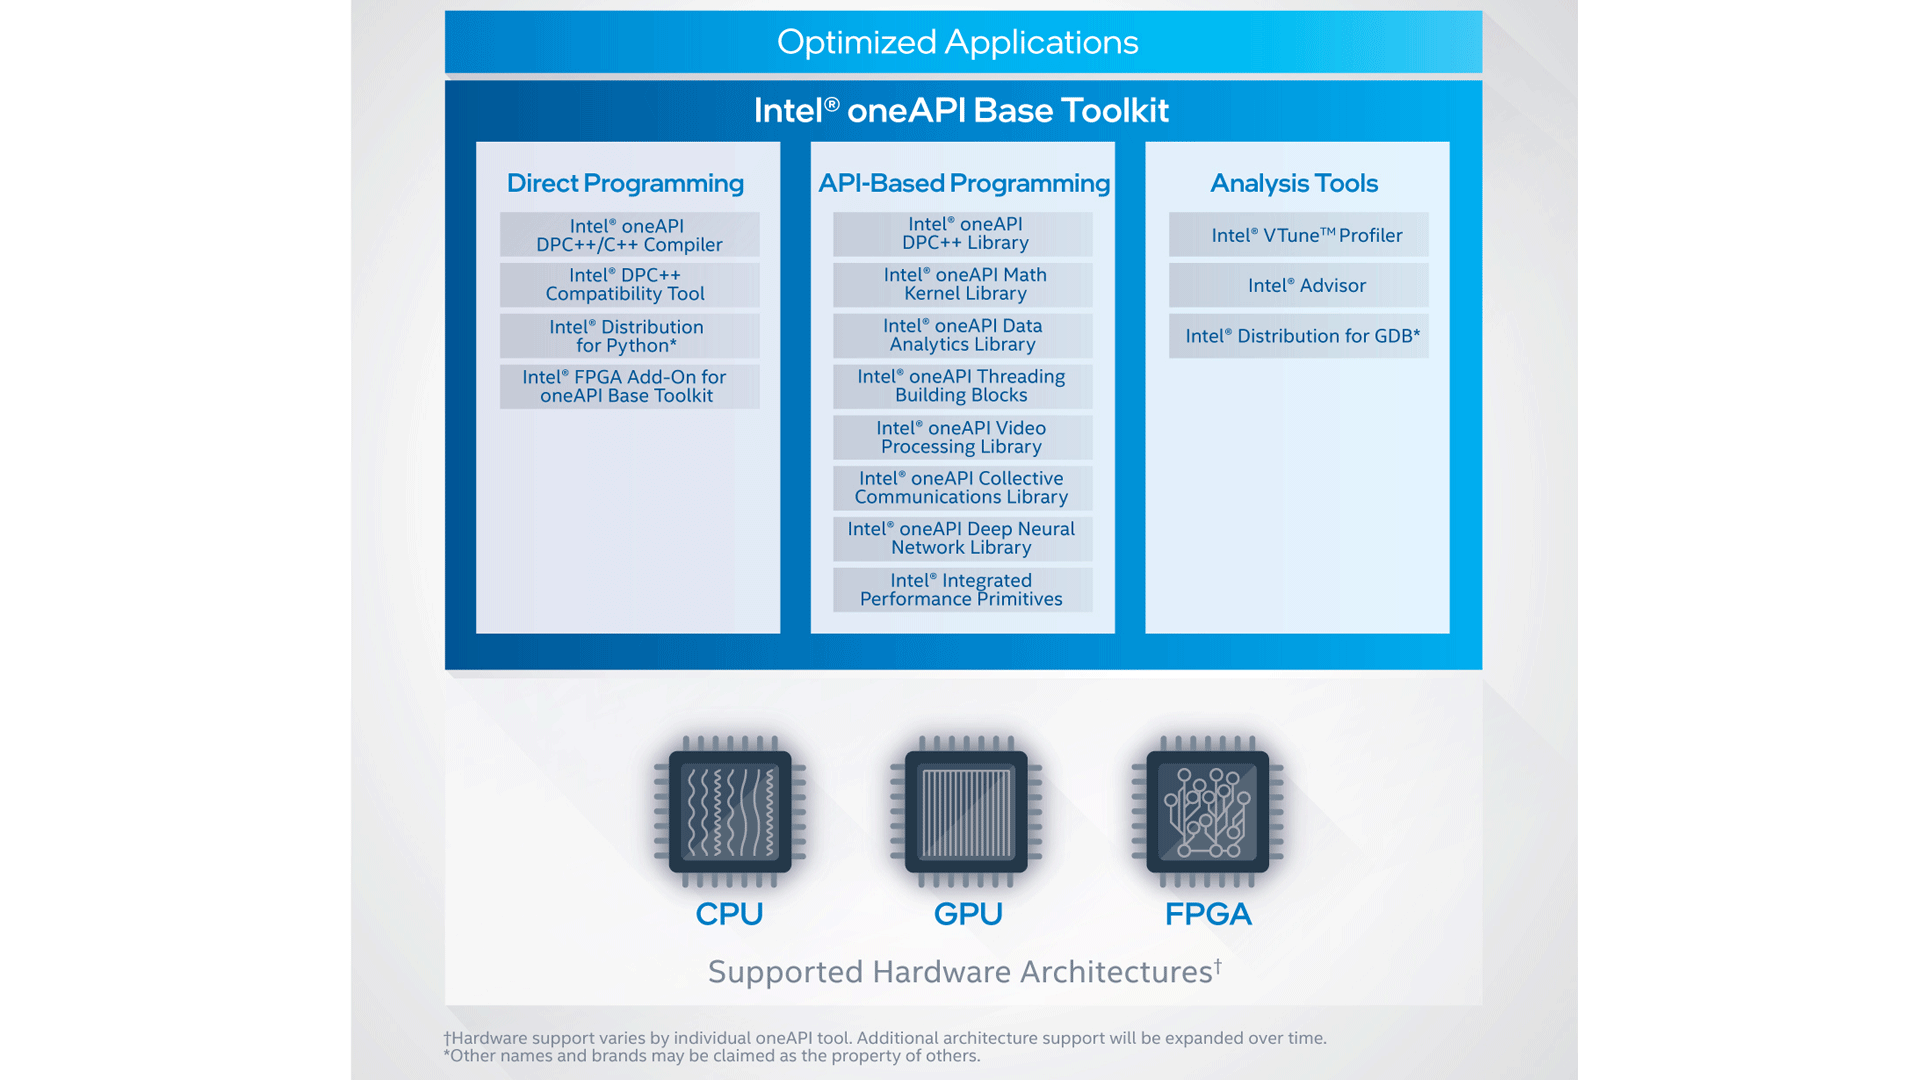 Optimized Applications
Intel® oneAPI Base Toolkit
Direct Programming
Intel® oneAPI
DPC++/C++ Compiler
Intel® DPC++
Compatibility Tool
Intel® Distribution
for Python*
Intel® FPGA Add-On for
oneAPI Base Toolkit
API-Based Programming
Intel® oneAPI
DPC++ Library
Intel® oneAPI Math
Kernel Library
Intel® oneAPI Data
Analytics Library
Intel® oneAPI Threading
Building Blocks
Intel® oneAPI Video
Processing Library
Intel® oneAPI Collective
Communications Library
Intel® oneAPI Deep Neural
Network Library
Intel® Integrated
Performance Primitives
Analysis Tools
Intel® VTune™ Profiler
Intel® Advisor
Intel® Distribution for GDB*
CPU
GPU
FPGA
Supported Hardware Architectures†
†Hardware support varies by individual oneAPI tool. Additional architecture support will be expanded over time.
*Other names and brands may be claimed as the property of others.